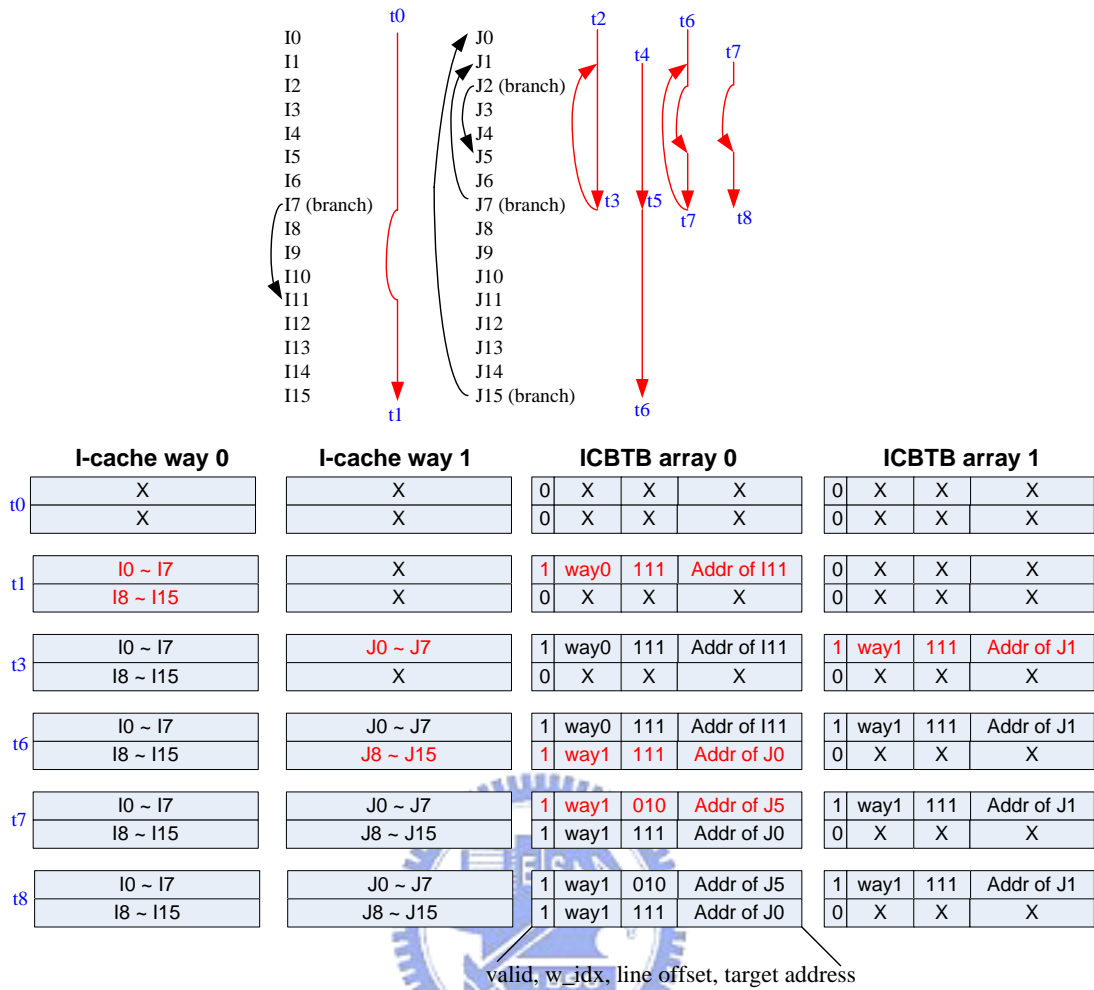 t0
t2
t6
I0
J0
t4
t7
I1
J1
I2
J2 (branch)
I3
J3
I4
J4
I5
J5
I6
J6
I7 (branch)
J7 (branch)
t3
t5
t7
t8
I8
J8
I9
J9
I10
J10
I11
J11
I12
J12
I13
J13
I14
J14
I15
J15 (branch)
t1
t6
I-cache way 0 I-cache way 1 ICBTB array 0 ICBTB array 1
t0
X X 0 X X X 0 X X X
X X 0 X X X 0 X X X
t1
I0 ~ I7 X 1 way0 111 Addr of I11 0 X X X
I8 ~ I15 X 0 X X X 0 X X X
t3
I0 ~ I7 J0 ~ J7 1 way0 111 Addr of I11 1 way1 111 Addr of J1
I8 ~ I15 X 0 X X X 0 X X X
t6
I0 ~ I7 J0 ~ J7 1 way0 111 Addr of I11 1 way1 111 Addr of J1
I8 ~ I15 J8 ~ J15 1 way1 111 Addr of J0 0 X X X
t7
I0 ~ I7 J0 ~ J7 1 way1 010 Addr of J5 1 way1 111 Addr of J1
I8 ~ I15 J8 ~ J15 1 way1 111 Addr of J0 0 X X X
t8
I0 ~ I7 J0 ~ J7 1 way1 010 Addr of J5 1 way1 111 Addr of J1
I8 ~ I15 J8 ~ J15 1 way1 111 Addr of J0 0 X X X
valid, w_idx, line offset, target address